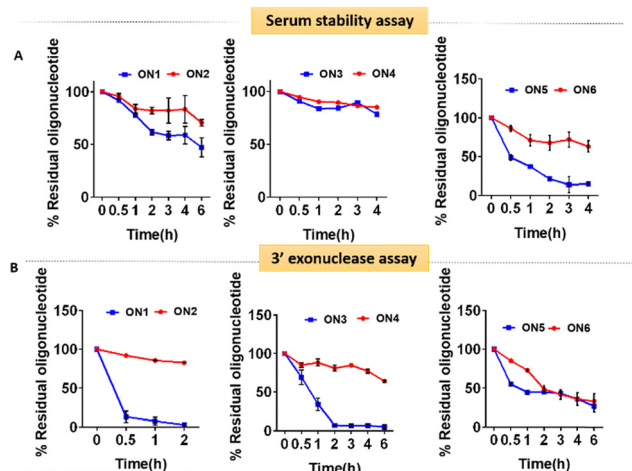 Serum stability assay
A
% Residual oligonucleotide
100
50
0
ON1 ON2
0 0.5 1 2 3 4 6
Time(h)
% Residual oligonucleotide
100
50
0
ON3 ON4
0 0.5 1 2 3 4
Time(h)
% Residual oligonucleotide
150
100
50
0
ON5 ON6
0 0.5 1 2 3 4
Time(h)
3' exonuclease assay
B
% Residual oligonucleotide
150
100
50
0
ON1 ON2
0 0.5 1 2
Time(h)
% Residual oligonucleotide
150
100
50
0
ON3 ON4
0 0.5 1 2 3 4 6
Time(h)
% Residual oligonucleotide
150
100
50
0
ON5 ON6
0 0.5 1 2 3 4 6
Time(h)